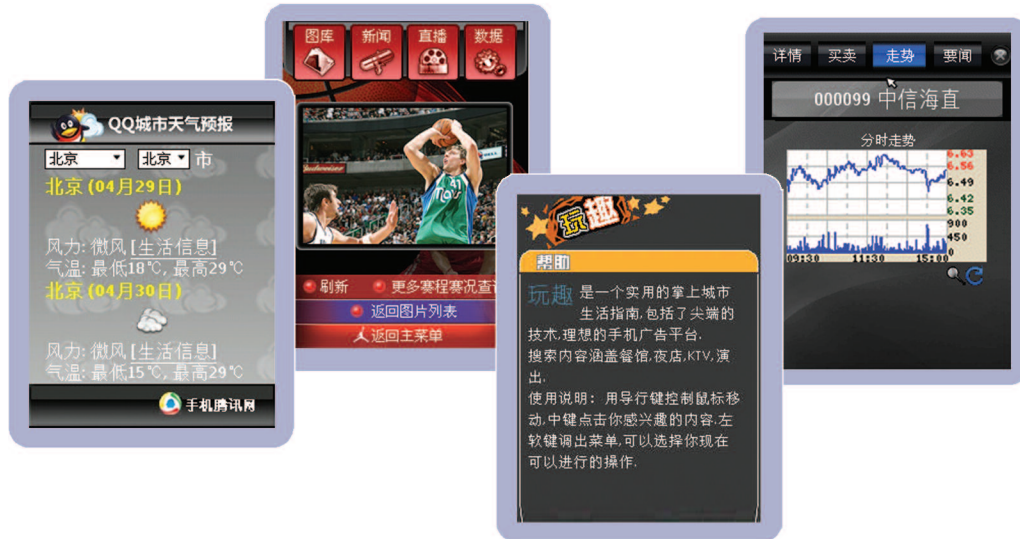 QQ城市天气预报
北京 北京 市
北京 (04月29日)
风力: 微风 [生活信息]
气温: 最低18℃, 最高29℃
北京 (04月30日)
风力: 微风 [生活信息]
气温: 最低15℃, 最高29℃
手机腾讯网
图库 新闻 直播 数据
Budweiser
DELL
41
刷新 更多赛程赛况查
返回图片列表
返回主菜单
玩趣
帮助
玩趣 是一个实用的掌上城市
生活指南,包括了尖端的
技术,理想的手机广告平台.
搜索内容涵盖餐馆,夜店,KTV,演
出.
使用说明: 用导行键控制鼠标移
动,中键点击你感兴趣的内容.左
软键调出菜单,可以选择你现在
可以进行的操作.
详情 买卖 走势 要闻
000099 中信海直
分时走势
6.63
6.56
6.49
6.42
6.35
900
450
0
09:30 11:30 15:00